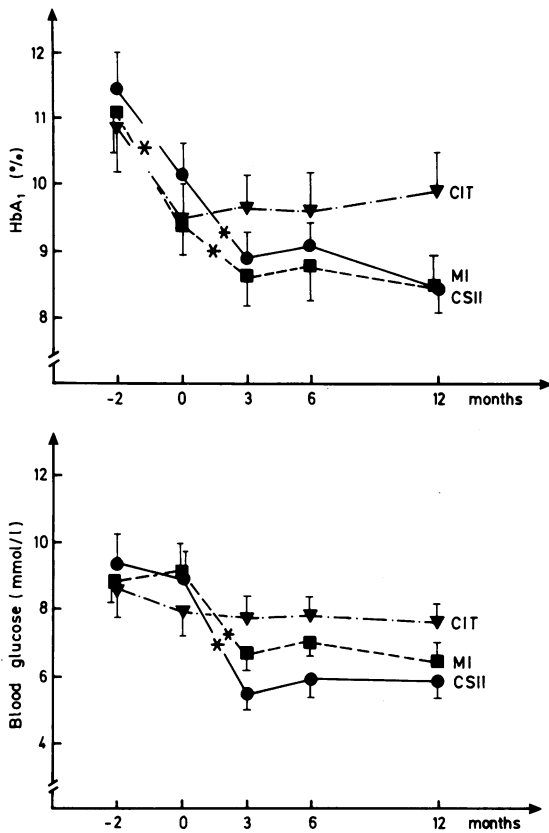 12
11
10
9
8
HbA₁ (%)
CIT
MI
CSII
-2 0 3 6 12 months
12
10
8
6
4
Blood glucose (mmol/l)
CIT
MI
CSII
-2 0 3 6 12 months